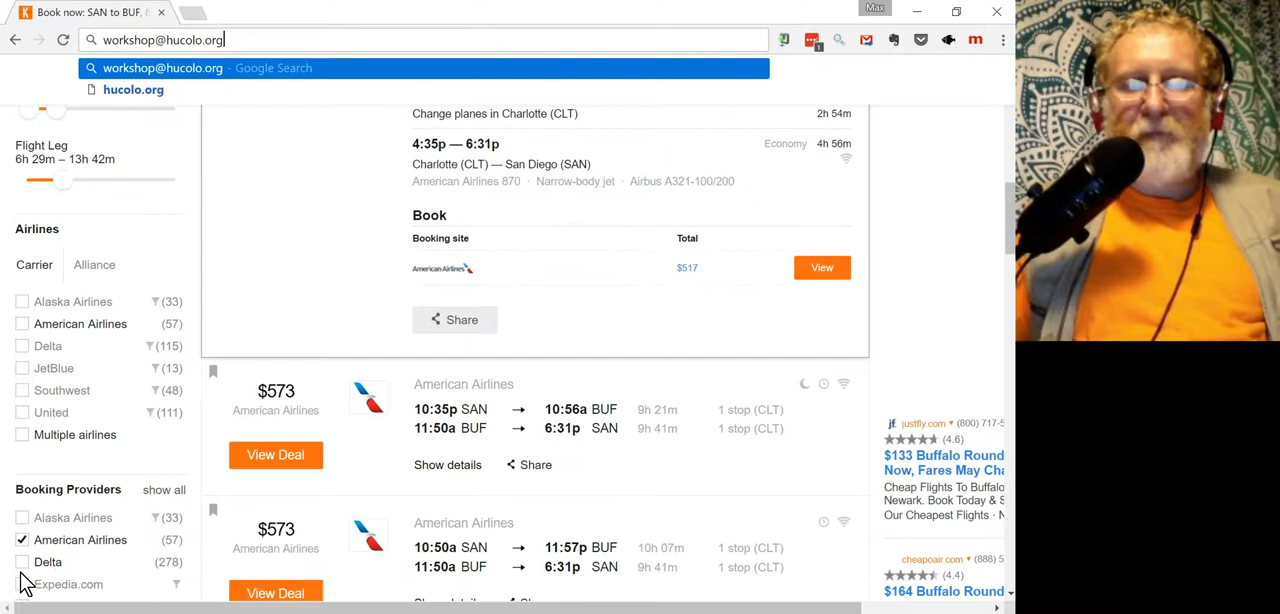 Book now: SAN to BUF, 6
Max
workshop@hucolo.org
1
m
workshop@hucolo.org - Google Search
hucolo.org
Flight Leg
6h 29m – 13h 42m
Airlines
Carrier
Alliance
Alaska Airlines (33)
American Airlines (57)
Delta (115)
JetBlue (13)
Southwest (48)
United (111)
Multiple airlines
Booking Providers show all
Alaska Airlines (33)
American Airlines (57)
Delta (278)
Expedia.com
Change planes in Charlotte (CLT) 2h 54m
4:35p — 6:31p Economy 4h 56m
Charlotte (CLT) — San Diego (SAN)
American Airlines 870 · Narrow-body jet · Airbus A321-100/200
Book
Booking site Total
American Airlines $517 View
Share
$573
American Airlines
View Deal
American Airlines
10:35p SAN → 10:56a BUF 9h 21m 1 stop (CLT)
11:50a BUF → 6:31p SAN 9h 41m 1 stop (CLT)
Show details Share
$573
American Airlines
View Deal
American Airlines
10:50a SAN → 11:57p BUF 10h 07m 1 stop (CLT)
11:50a BUF → 6:31p SAN 9h 41m 1 stop (CLT)
jf. justfly.com (800) 717-5
(4.6)
$133 Buffalo Round
Now, Fares May Cha
Cheap Flights To Buffalo
Newark. Book Today & S
Our Cheapest Flights · N
cheapoair.com (888) 5
(4.4)
$164 Buffalo Round